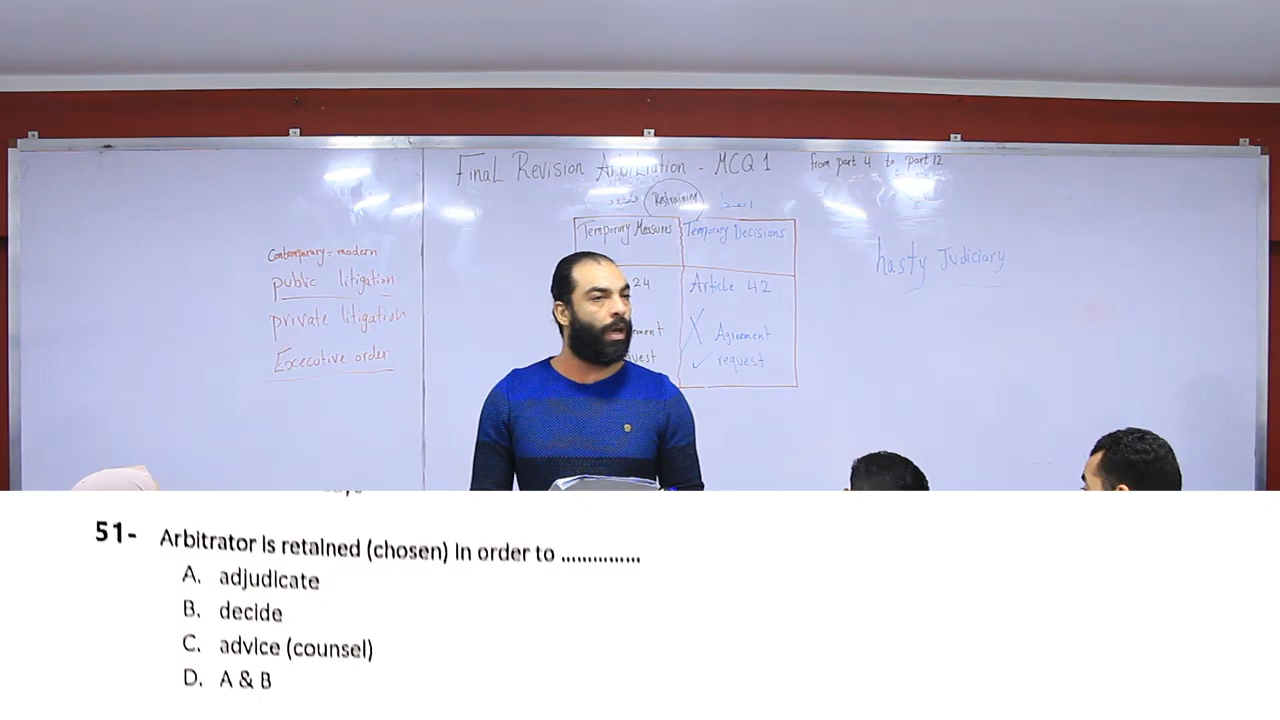 Final Revision Arbitration - MCQ 1 from part 4 to part 12
Restraining
Temporary Measures Temporary Decisions
24 Article 42
Agreement
request
hasty Judiciary
Contemporary = modern
public litigation
private litigation
Excecutive order
51- Arbitrator is retained (chosen) in order to ...............
A. adjudicate
B. decide
C. advice (counsel)
D. A & B